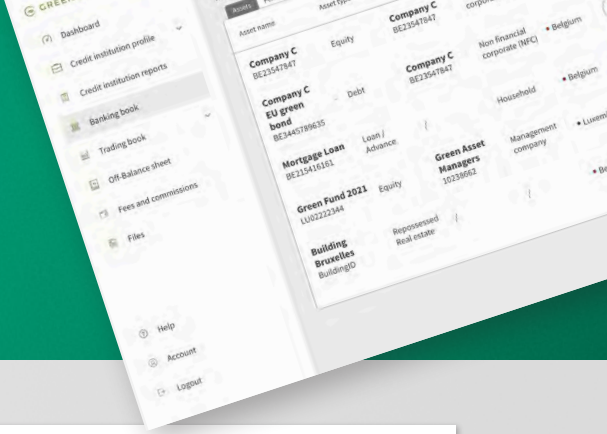 Dashboard
Credit institution profile
Credit institution reports
Banking book
Trading book
Off-Balance sheet
Fees and commissions
Files
Help
Account
Logout
Assets
Asset name
Company C
BE23547847
Equity
Company C
BE23547847
Company C
EU green
bond
BE3445789635
Debt
Company C
BE23547847
Non financial
corporate (NFC)
Belgium
Mortgage Loan
BE215416161
Loan /
Advance
/
Household
Belgium
Green Fund 2021
LU02222344
Equity
Green Asset
Managers
10238662
Management
company
Building
Bruxelles
BuildingID
Repossessed
Real estate
/
/